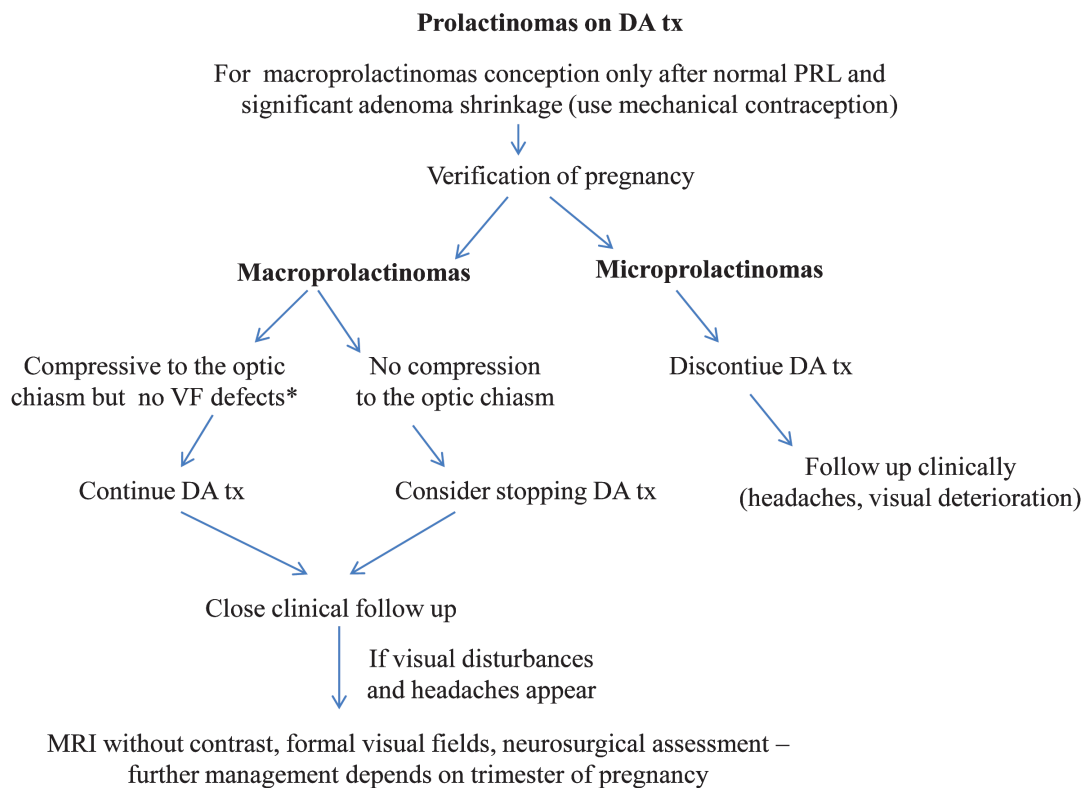 Prolactinomas on DA tx
For macroprolactinomas conception only after normal PRL and
significant adenoma shrinkage (use mechanical contraception)
Verification of pregnancy
Macroprolactinomas
Microprolactinomas
Compressive to the optic
chiasm but no VF defects*
No compression
to the optic chiasm
Discontiue DA tx
Continue DA tx
Consider stopping DA tx
Follow up clinically
(headaches, visual deterioration)
Close clinical follow up
If visual disturbances
and headaches appear
MRI without contrast, formal visual fields, neurosurgical assessment –
further management depends on trimester of pregnancy